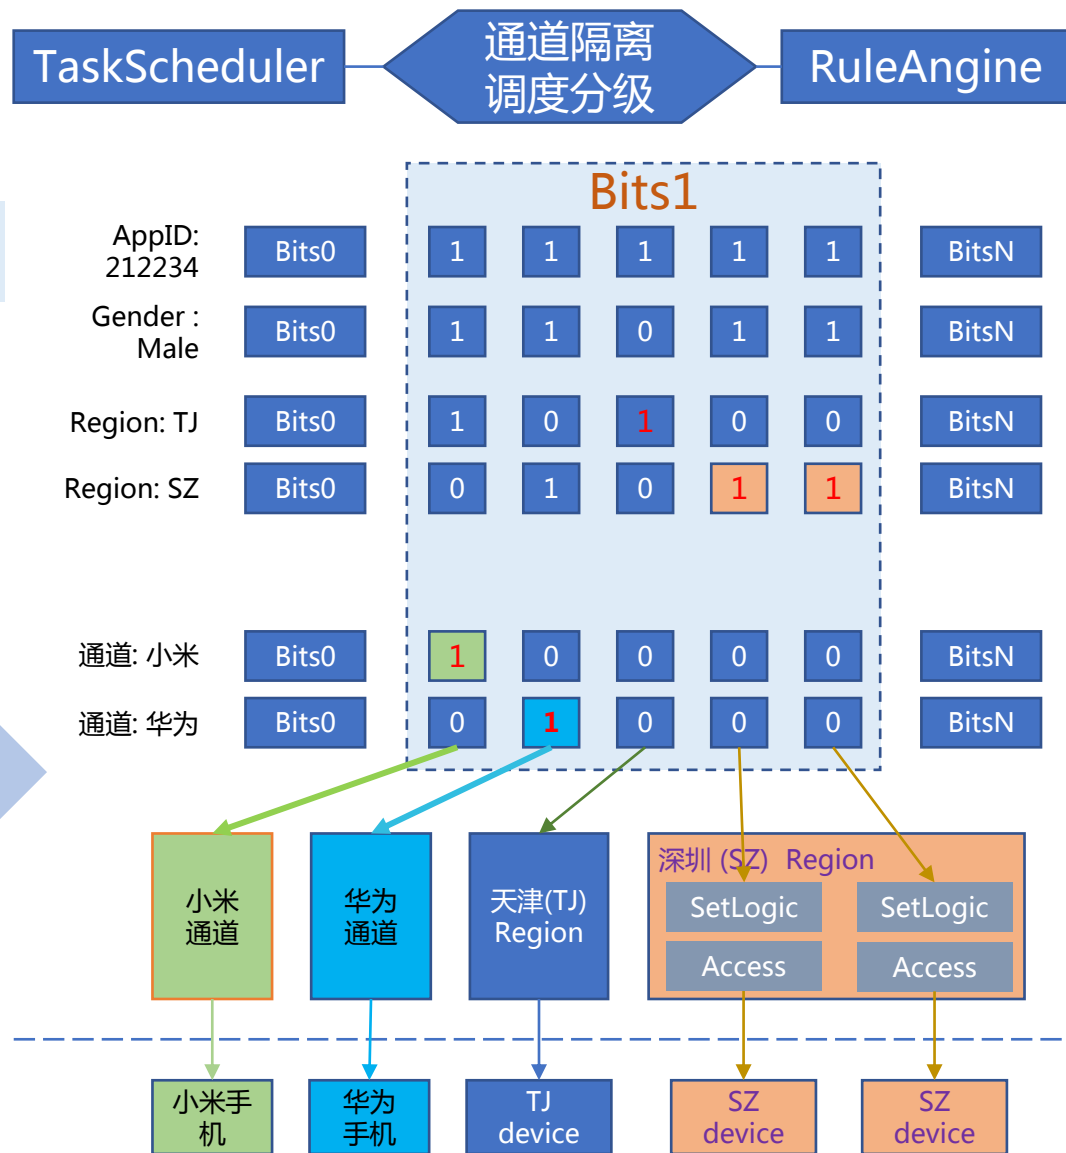 TaskScheduler
通道隔离
调度分级
RuleAngine
Bits1
AppID:
212234
Bits0 1 1 1 1 1 BitsN
Gender :
Male
Bits0 1 1 0 1 1 BitsN
Region: TJ Bits0 1 0 1 0 0 BitsN
Region: SZ Bits0 0 1 0 1 1 BitsN
通道: 小米 Bits0 1 0 0 0 0 BitsN
通道: 华为 Bits0 0 1 0 0 0 BitsN
小米
通道
华为
通道
天津(TJ)
Region
深圳 (SZ) Region
SetLogic SetLogic
Access Access
小米手
机
华为
手机
TJ
device
SZ
device
SZ
device